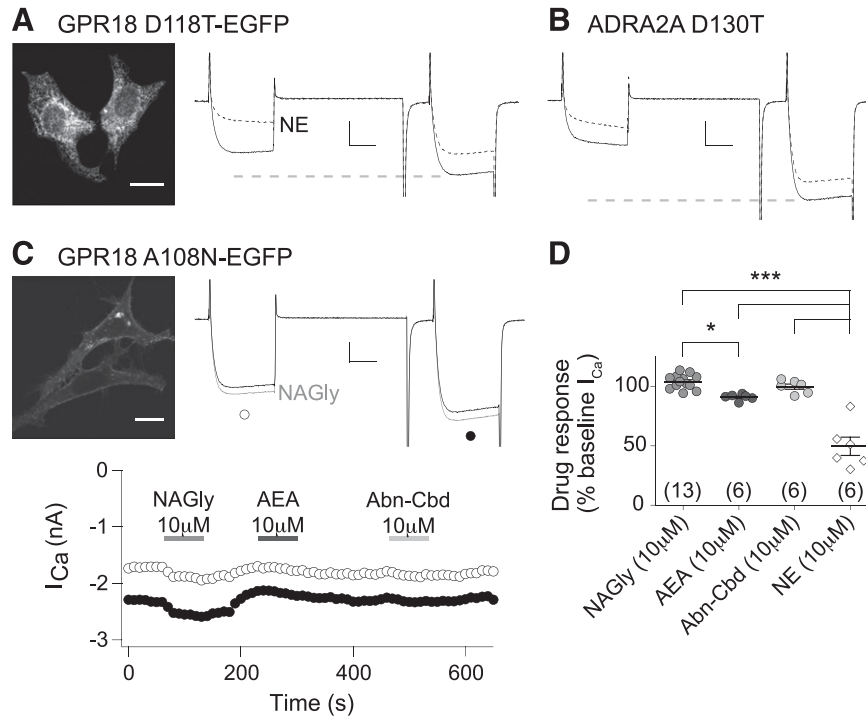 A GPR18 D118T-EGFP
NE
B ADRA2A D130T
C GPR18 A108N-EGFP
NAGly
0
-1
-2
-3
I Ca (nA)
NAGly
10μM
AEA
10μM
Abn-Cbd
10μM
0 200 400 600
Time (s)
D
***
*
Drug response
(% baseline I Ca)
100
50
0
(13) (6) (6) (6)
NAGly (10μM)
AEA (10μM)
Abn-Cbd (10μM)
NE (10μM)